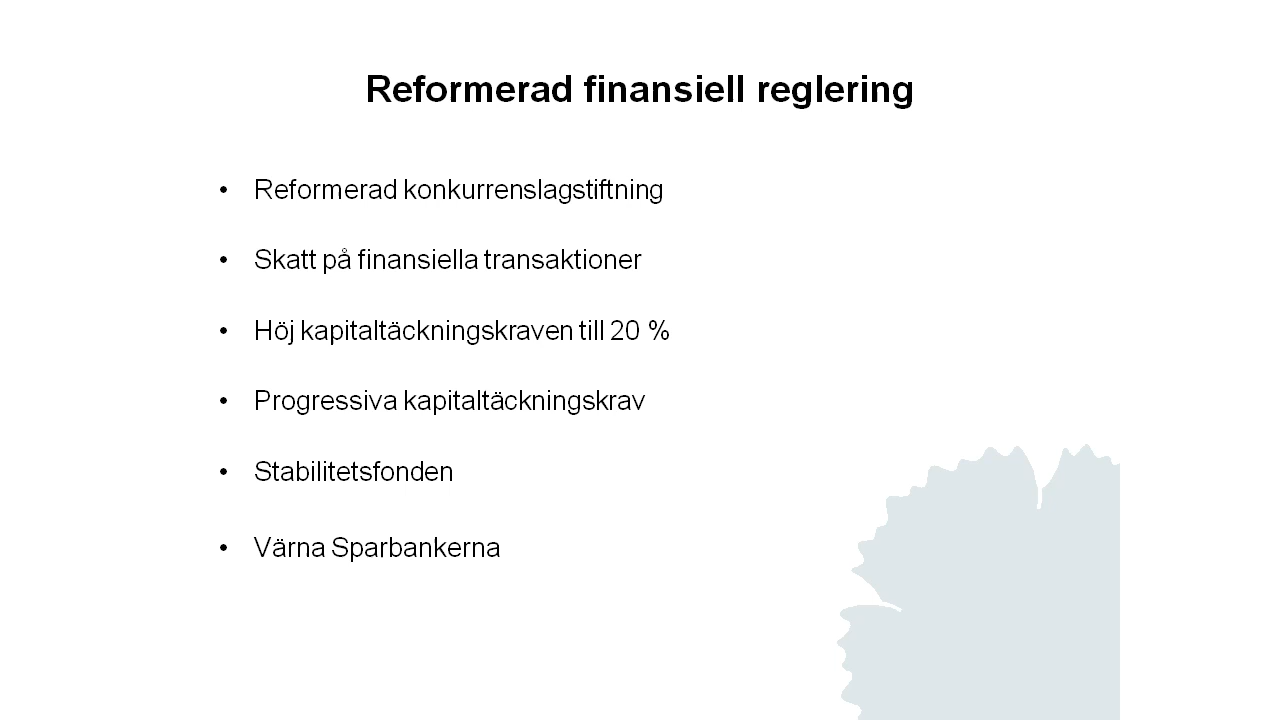 Reformerad finansiell reglering
• Reformerad konkurrenslagstiftning
• Skatt på finansiella transaktioner
• Höj kapitaltäckningskraven till 20 %
• Progressiva kapitaltäckningskrav
• Stabilitetsfonden
• Värna Sparbankerna